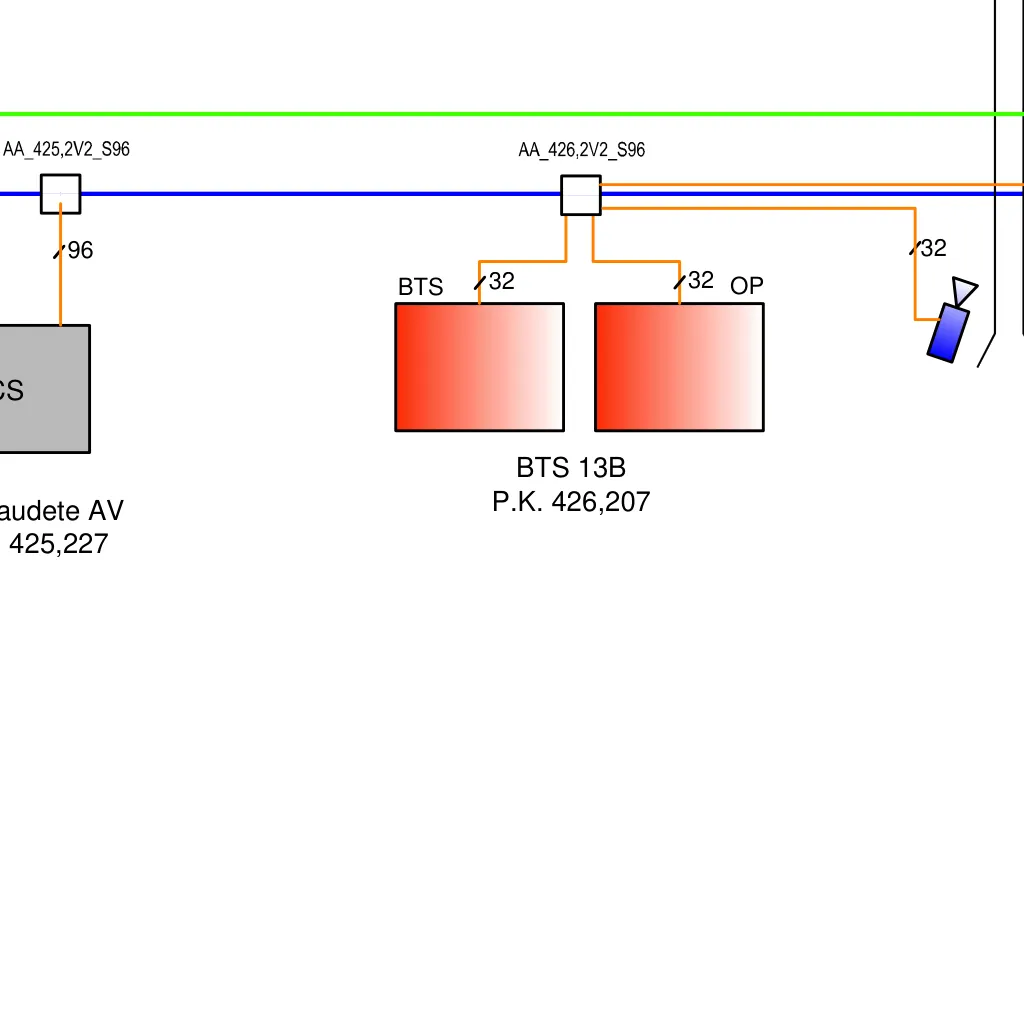 AA_425,2V2_S96
AA_426,2V2_S96
96
32
BTS
32
32
OP
CS
BTS 13B
P.K. 426,207
audete AV
425,227